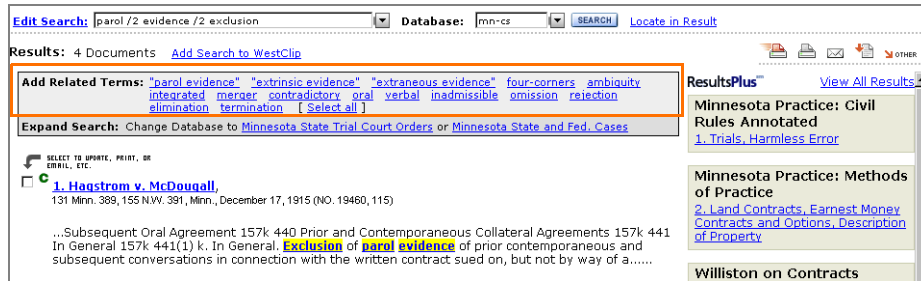 Edit Search: parol /2 evidence /2 exclusion Database: mn-cs SEARCH Locate in Result
Results: 4 Documents Add Search to WestClip OTHER
Add Related Terms: "parol evidence" "extrinsic evidence" "extraneous evidence" four-corners ambiguity
integrated merger contradictory oral verbal inadmissible omission rejection
elimination termination [ Select all ]
Expand Search: Change Database to Minnesota State Trial Court Orders or Minnesota State and Fed. Cases
SELECT TO UPDATE, PRINT, OR
EMAIL, ETC.
C 1. Hagstrom v. McDougall,
131 Minn. 389, 155 N.W. 391, Minn., December 17, 1915 (NO. 19460, 115)
...Subsequent Oral Agreement 157k 440 Prior and Contemporaneous Collateral Agreements 157k 441
In General 157k 441(1) k. In General. Exclusion of parol evidence of prior contemporaneous and
subsequent conversations in connection with the written contract sued on, but not by way of a......
ResultsPlus™ View All Results
Minnesota Practice: Civil
Rules Annotated
1. Trials, Harmless Error
Minnesota Practice: Methods
of Practice
2. Land Contracts, Earnest Money
Contracts and Options, Description
of Property
Williston on Contracts